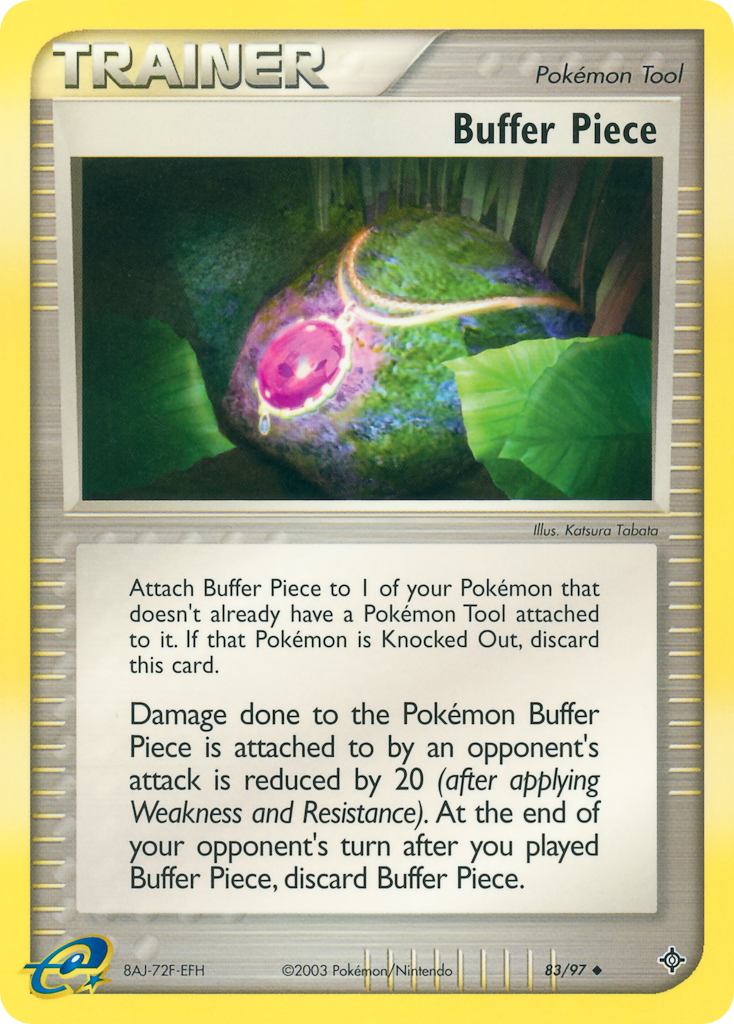 TRAINER
Pokémon Tool
Buffer Piece
Illus. Katsura Tabata
Attach Buffer Piece to 1 of your Pokémon that
doesn't already have a Pokémon Tool attached
to it. If that Pokémon is Knocked Out, discard
this card.
Damage done to the Pokémon Buffer
Piece is attached to by an opponent's
attack is reduced by 20 (after applying
Weakness and Resistance). At the end of
your opponent's turn after you played
Buffer Piece, discard Buffer Piece.
e
8AJ-72F-EFH
©2003 Pokémon/Nintendo
83/97 ◆